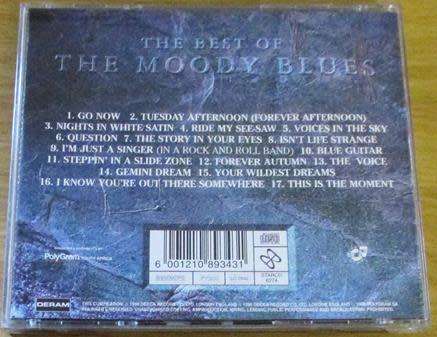 THE BEST OF
THE MOODY BLUES
1. GO NOW 2. TUESDAY AFTERNOON (FOREVER AFTERNOON)
3. NIGHTS IN WHITE SATIN 4. RIDE MY SEE-SAW 5. VOICES IN THE SKY
6. QUESTION 7. THE STORY IN YOUR EYES 8. ISN'T LIFE STRANGE
9. I'M JUST A SINGER (IN A ROCK AND ROLL BAND) 10. BLUE GUITAR
11. STEPPIN' IN A SLIDE ZONE 12. FOREVER AUTUMN 13. THE VOICE
14. GEMINI DREAM 15. YOUR WILDEST DREAMS
16. I KNOW YOU'RE OUT THERE SOMEWHERE 17. THIS IS THE MOMENT
PolyGram SOUTH AFRICA
6 001210 893431
STARCD
6274
DERAM